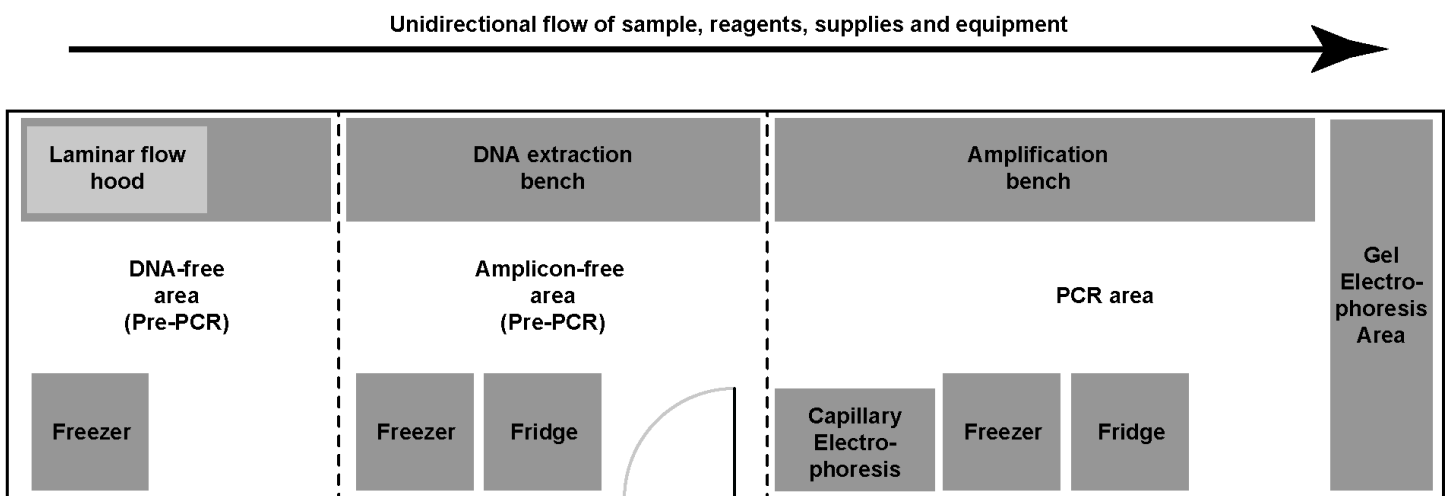 Unidirectional flow of sample, reagents, supplies and equipment
Laminar flow
hood
DNA extraction
bench
Amplification
bench
DNA-free
area
(Pre-PCR)
Amplicon-free
area
(Pre-PCR)
PCR area
Gel
Electro-
phoresis
Area
Freezer
Freezer
Fridge
Capillary
Electro-
phoresis
Freezer
Fridge